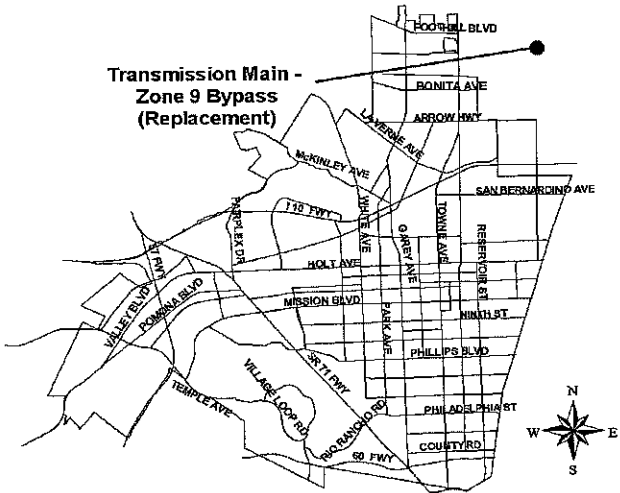 FOOTHILL BLVD
Transmission Main -
Zone 9 Bypass
(Replacement)
BONITA AVE
ARROW HWY
LA VERNE AVE
McKINLEY AVE
SAN BERNARDINO AVE
FAIRPLEX DR
I 10 FWY
WHITE AVE
GAREY AVE
TOWNE AVE
RESERVOIR ST
57 FWY
HOLT AVE
VALLEY BLVD
POMONA BLVD
MISSION BLVD
PARK AVE
NINTH ST
PHILLIPS BLVD
SR 71 FWY
TEMPLE AVE
VILLAGE LOOP RD
RIO RANCHO RD
PHILADELPHIA ST
COUNTY RD
60 FWY
N
W E
S